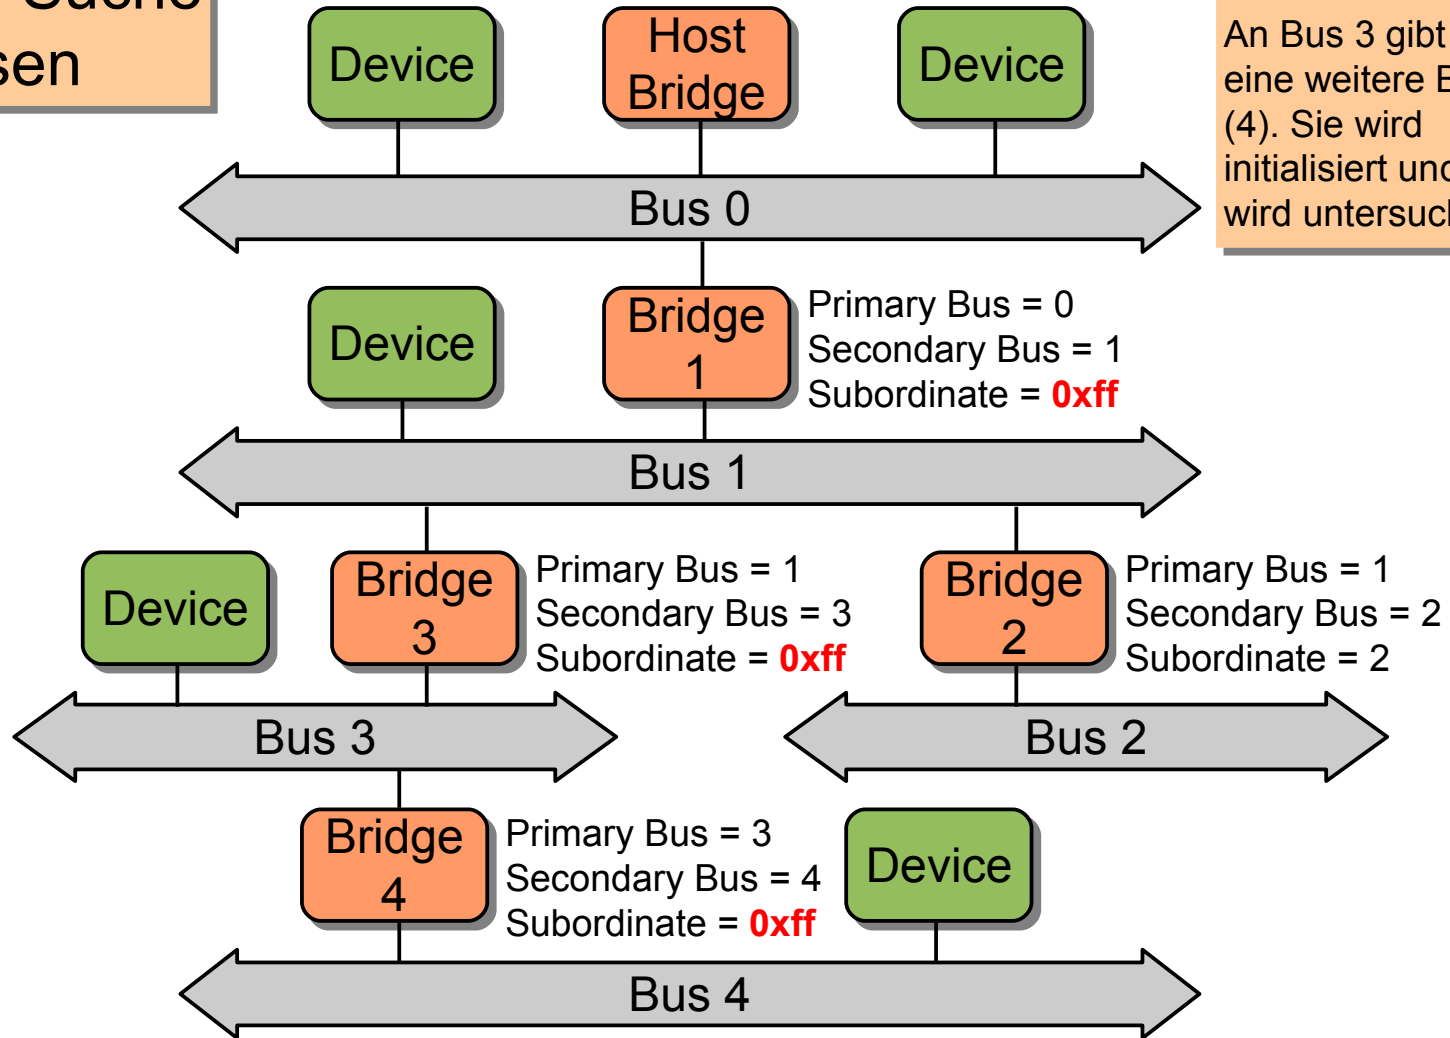 sen
Device
Host
Bridge
Device
An Bus 3 gibt
eine weitere
(4). Sie wird
initialisiert
wird
Bus 0
Device
Bridge
1
Primary Bus = 0
Secondary Bus = 1
Subordinate = 0xff
Bus 1
Device
Bridge
3
Primary Bus = 1
Secondary Bus = 3
Subordinate = 0xff
Bridge
2
Primary Bus = 1
Secondary Bus = 2
Subordinate = 2
Bus 3
Bus 2
Bridge
4
Primary Bus = 3
Secondary Bus = 4
Subordinate = 0xff
Device
Bus 4